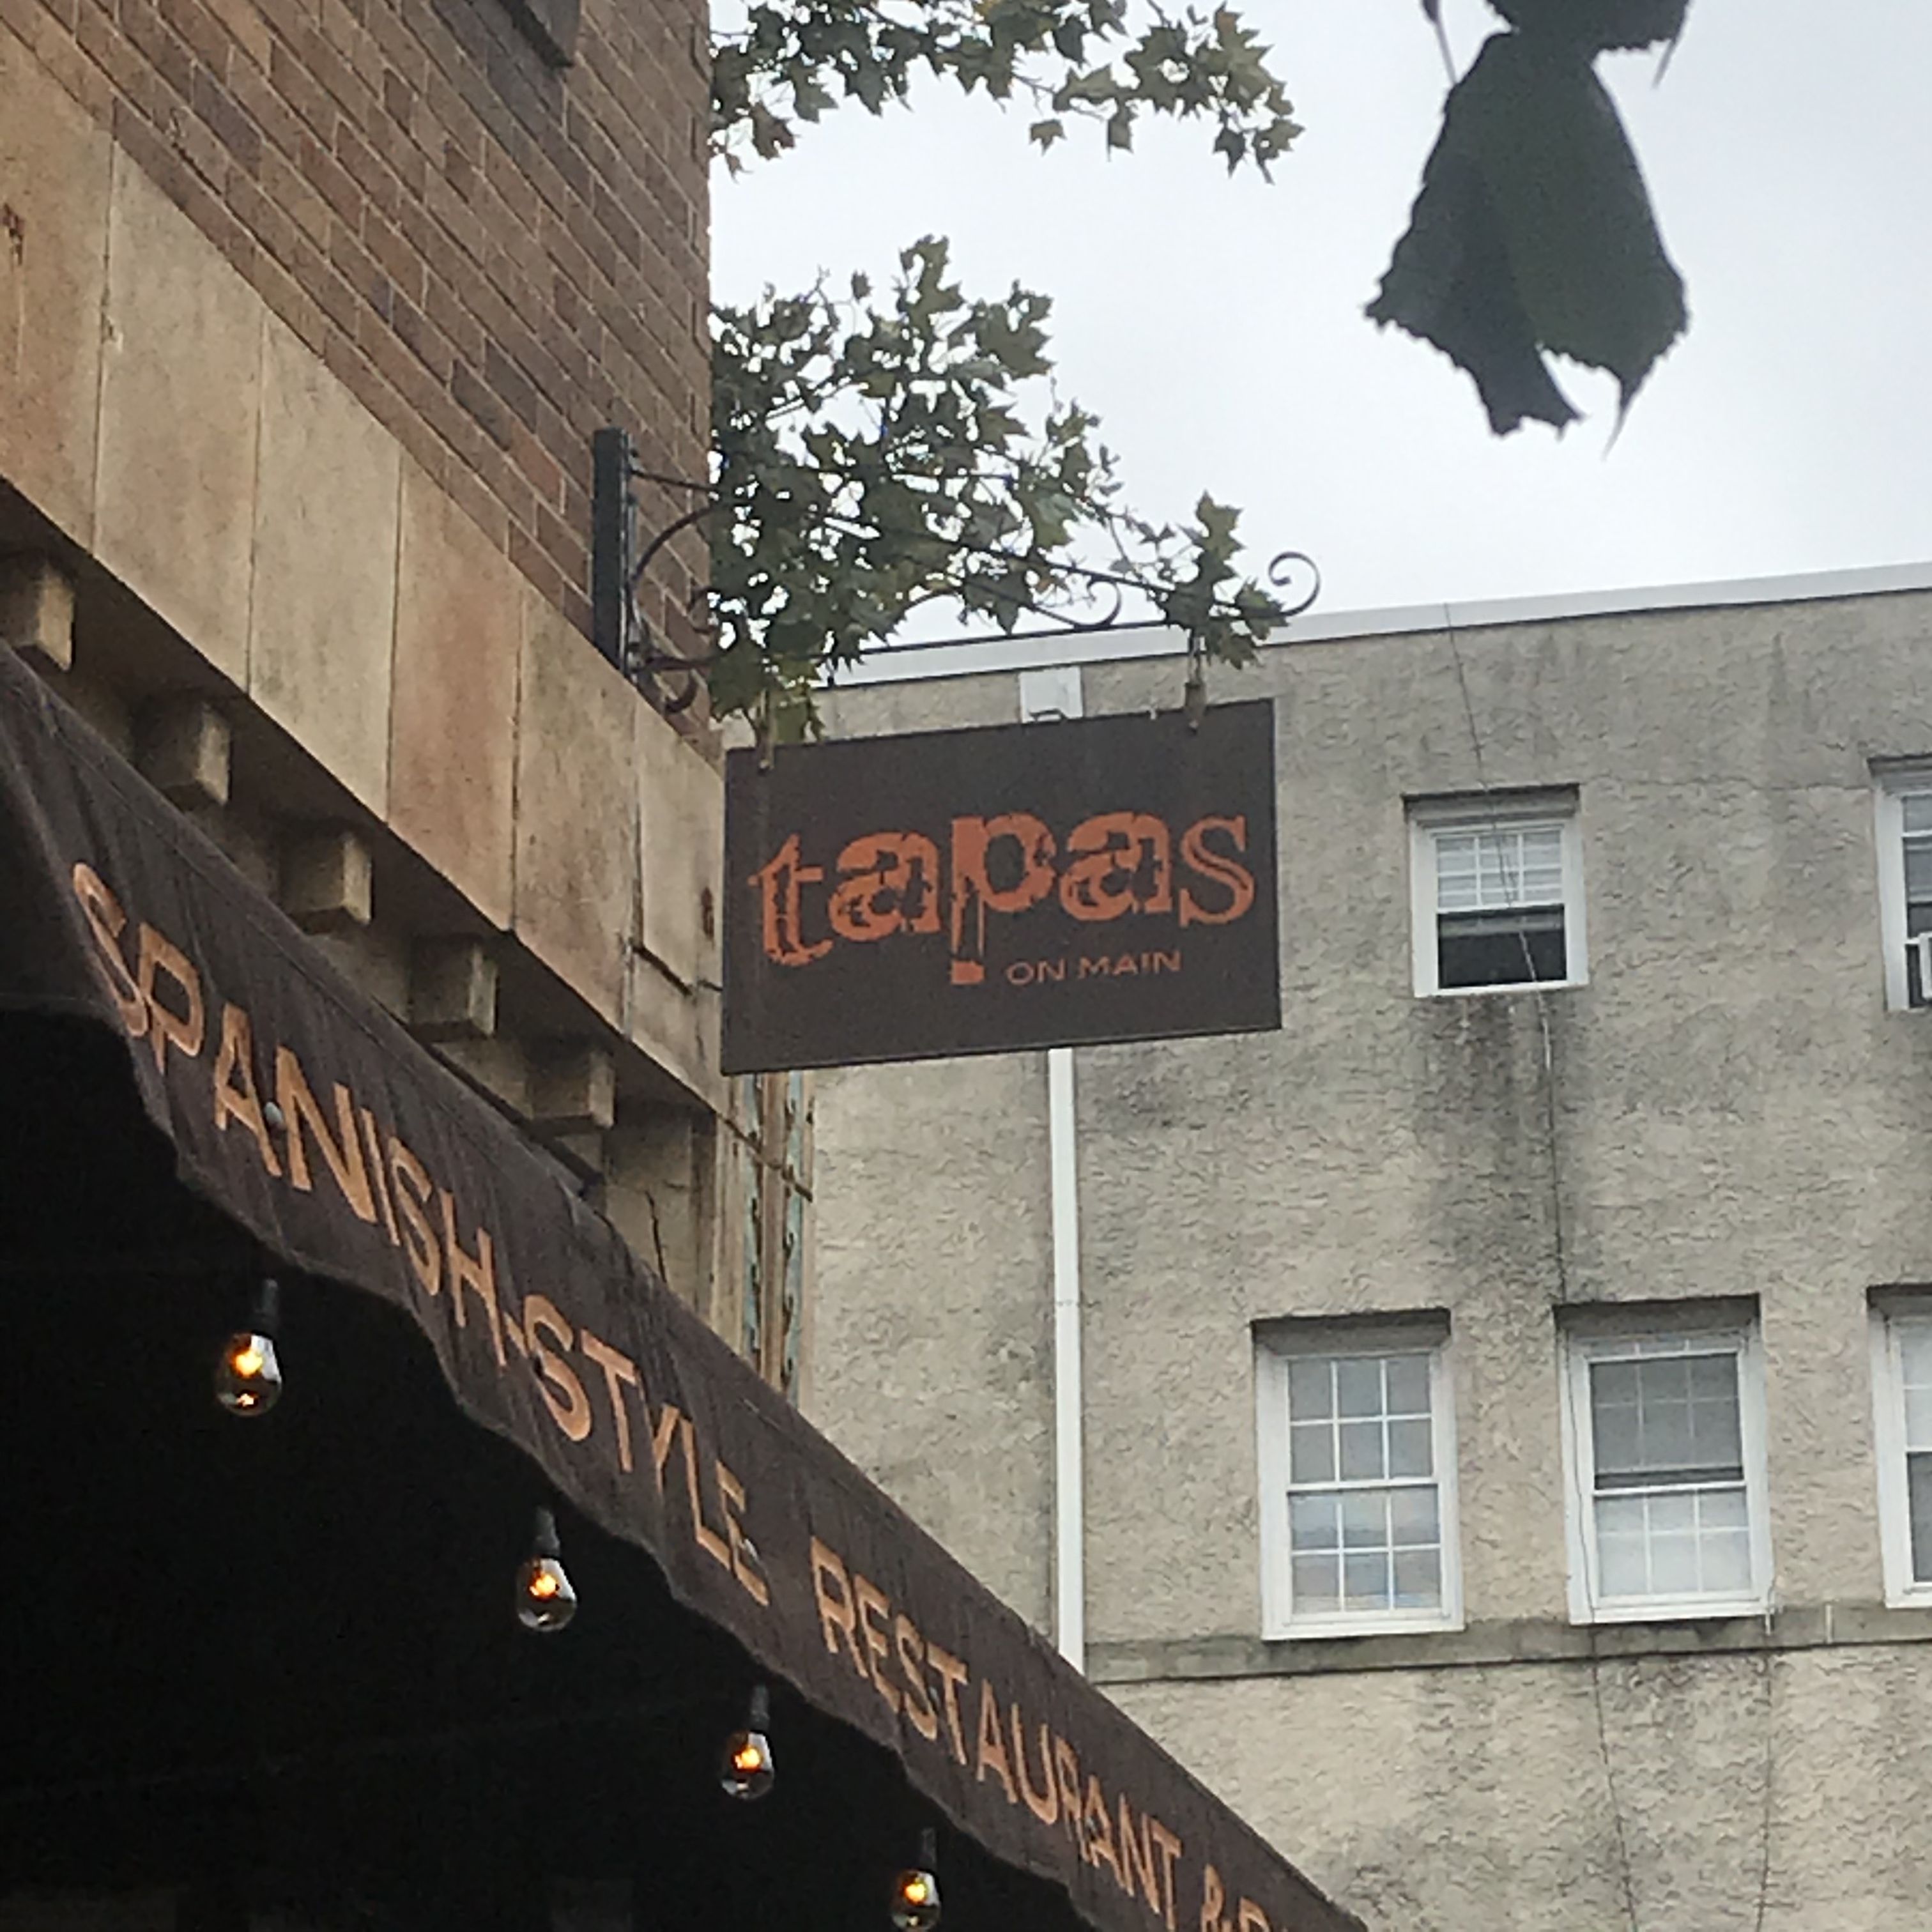 tapas
ON MAIN
SPANISH-STYLE RESTAURANT &